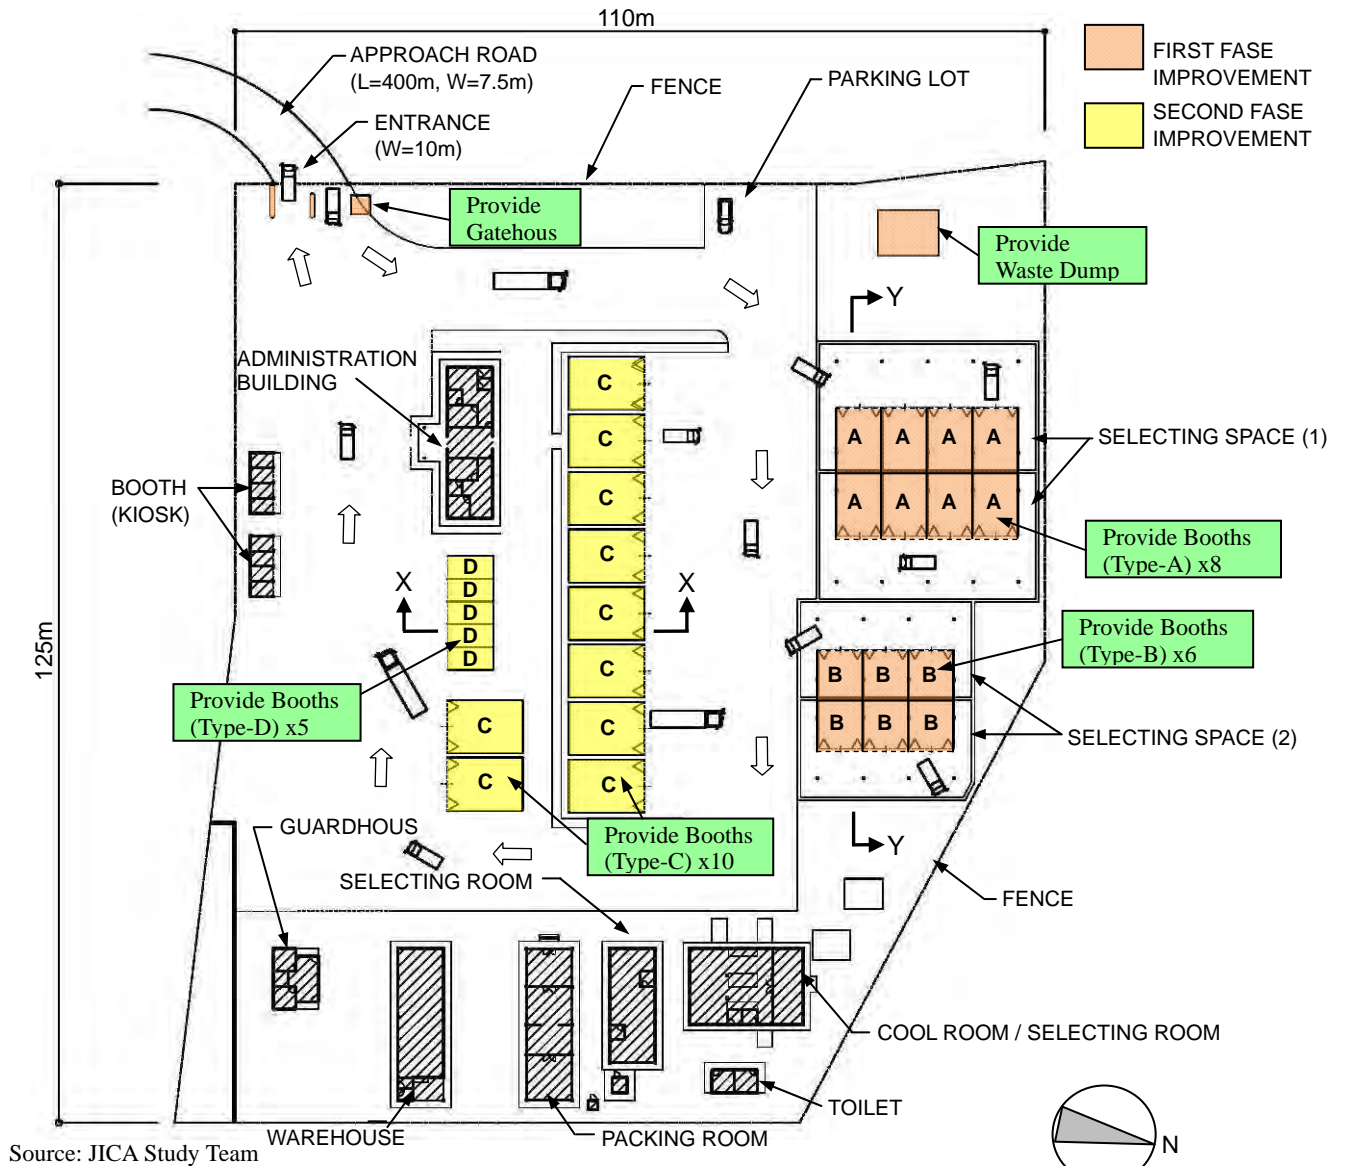 110m
APPROACH ROAD
(L=400m, W=7.5m)
FENCE
PARKING LOT
FIRST FASE
IMPROVEMENT
ENTRANCE
(W=10m)
SECOND FASE
IMPROVEMENT
Provide
Gatehous
Provide
Waste Dump
Y
ADMINISTRATION
BUILDING
C
C
A A A A
SELECTING SPACE (1)
BOOTH
(KIOSK)
C
A A A A
Provide Booths
(Type-A) x8
C
D
D
D
D
D
X
X
C
Provide Booths
(Type-B) x6
125m
C
B B B
Provide Booths
(Type-D) x5
C
C
B B B
SELECTING SPACE (2)
C
C
GUARDHOUS
Provide Booths
(Type-C) x10
Y
SELECTING ROOM
FENCE
COOL ROOM / SELECTING ROOM
TOILET
WAREHOUSE
PACKING ROOM
N
Source: JICA Study Team